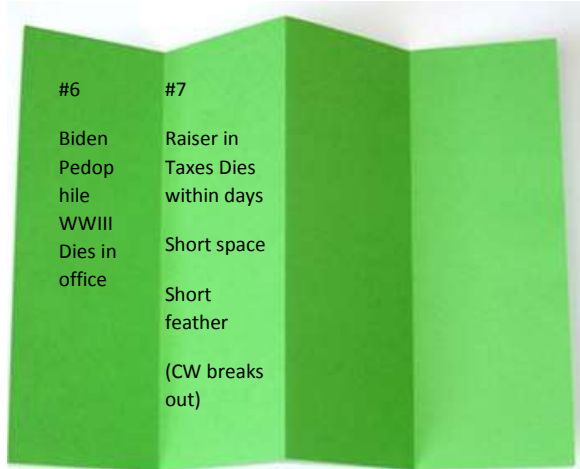 #6
Biden
Pedop
hile
WWIII
Dies in
office
#7
Raiser in
Taxes Dies
within days
Short space
Short
feather
(CW breaks
out)